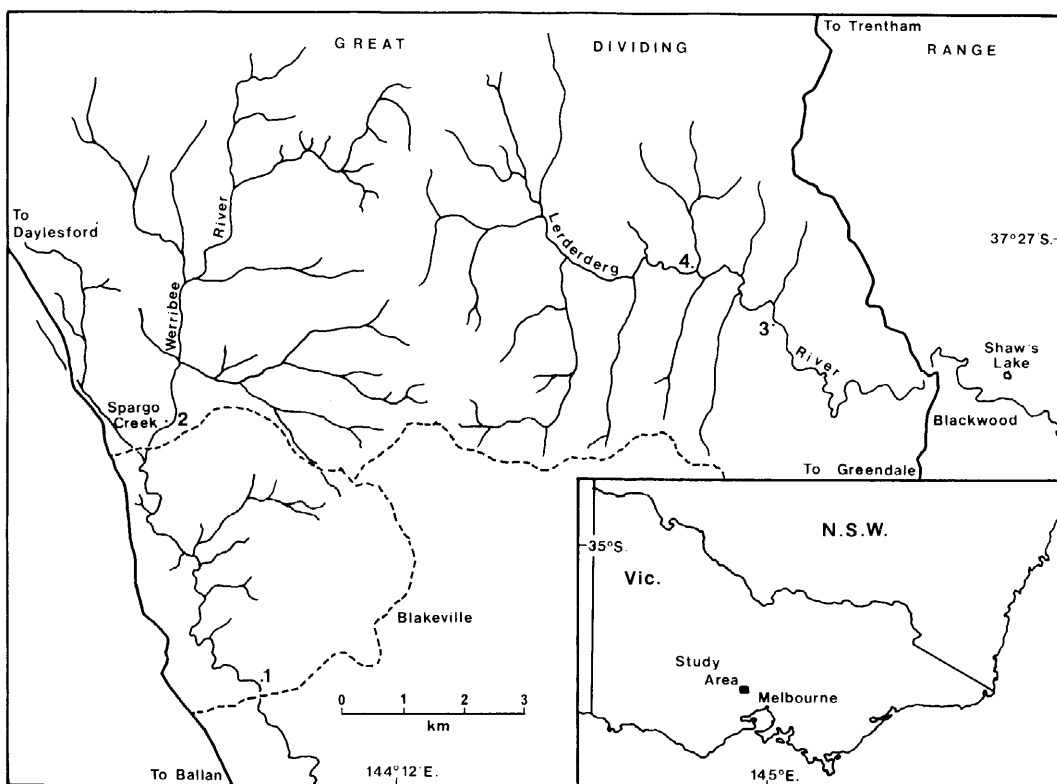 To Trentham
GREAT DIVIDING RANGE
To
Daylesford
River
Lerderderg
37°27'S.
4.
Werribee
3.
River
Shaw's
Lake
Spargo
Creek
2
Blackwood
To Greendale
35°S.
N.S.W.
Vic.
Blakeville
Study
Area
Melbourne
.1
0 1 2 3
km
To Ballan
144°12'E.
145°E.